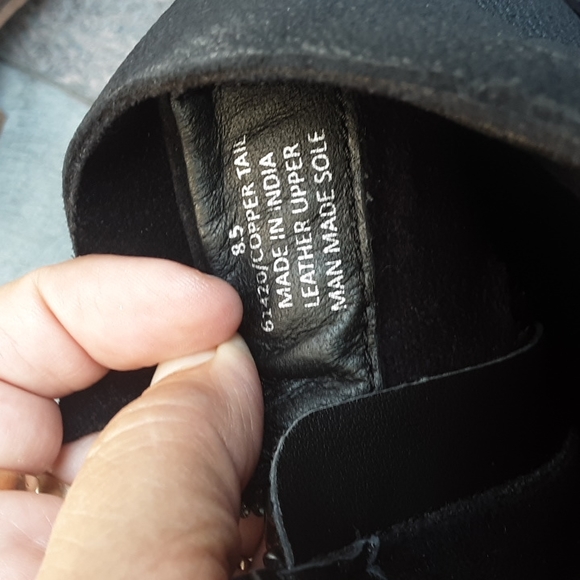 8.5
61420/COPPER TAIL
MADE IN INDIA
LEATHER UPPER
MAN MADE SOLE